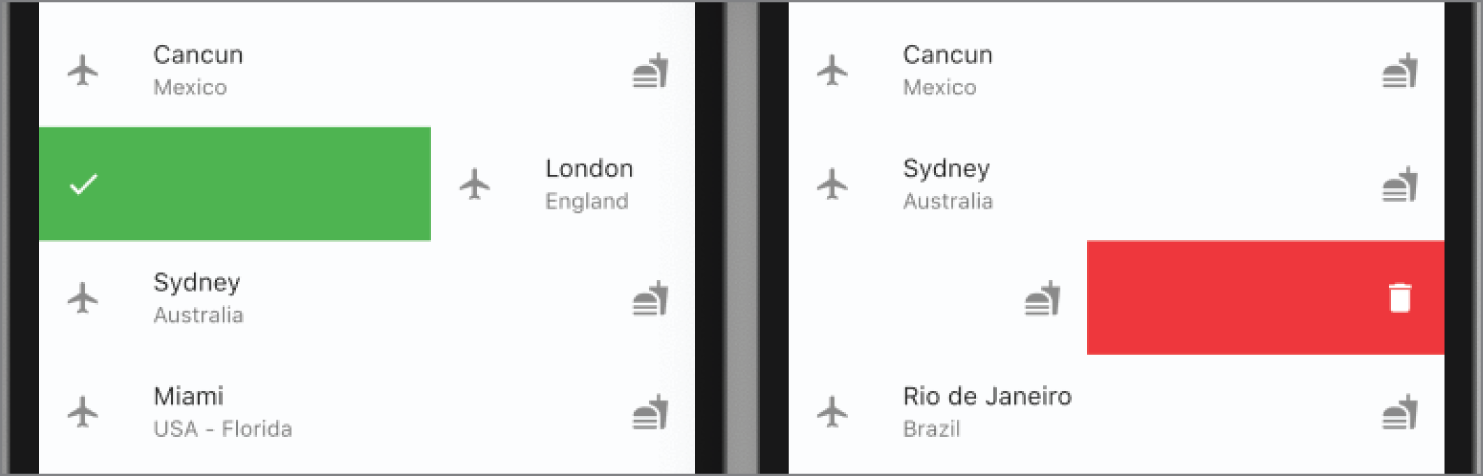 Cancun
Mexico
London
England
Sydney
Australia
Miami
USA - Florida
Cancun
Mexico
Sydney
Australia
Rio de Janeiro
Brazil